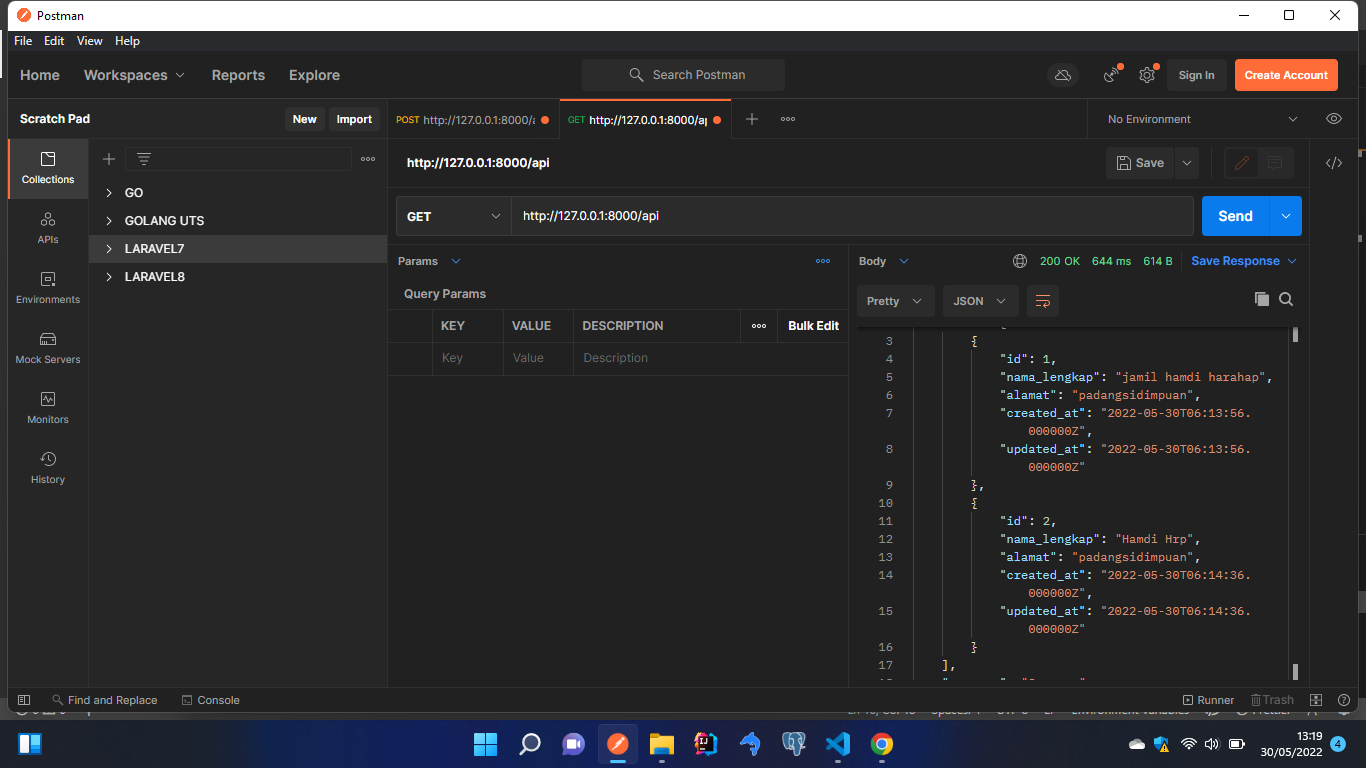 Postman
File Edit View Help
Home Workspaces Reports Explore Search Postman Sign In Create Account
Scratch Pad New Import
POST http://127.0.0.1:8000/
GET http://127.0.0.1:8000/ap
No Environment
Collections
APIs
Environments
Mock Servers
Monitors
History
GO
GOLANG UTS
LARAVEL7
LARAVEL8
http://127.0.0.1:8000/api
Save
GET http://127.0.0.1:8000/api Send
Params
Query Params
KEY VALUE DESCRIPTION Bulk Edit
Key Value Description
Body 200 OK 644 ms 614 B Save Response
Pretty JSON
3 {
4 "id": 1,
5 "nama_lengkap": "jamil hamdi harahap",
6 "alamat": "padangsidimpuan",
7 "created_at": "2022-05-30T06:13:56.
000000Z",
8 "updated_at": "2022-05-30T06:13:56.
000000Z"
9 },
10 {
11 "id": 2,
12 "nama_lengkap": "Hamdi Hrp",
13 "alamat": "padangsidimpuan",
14 "created_at": "2022-05-30T06:14:36.
000000Z",
15 "updated_at": "2022-05-30T06:14:36.
000000Z"
16 }
17 ],
Find and Replace Console Runner Trash
13:19
30/05/2022
4